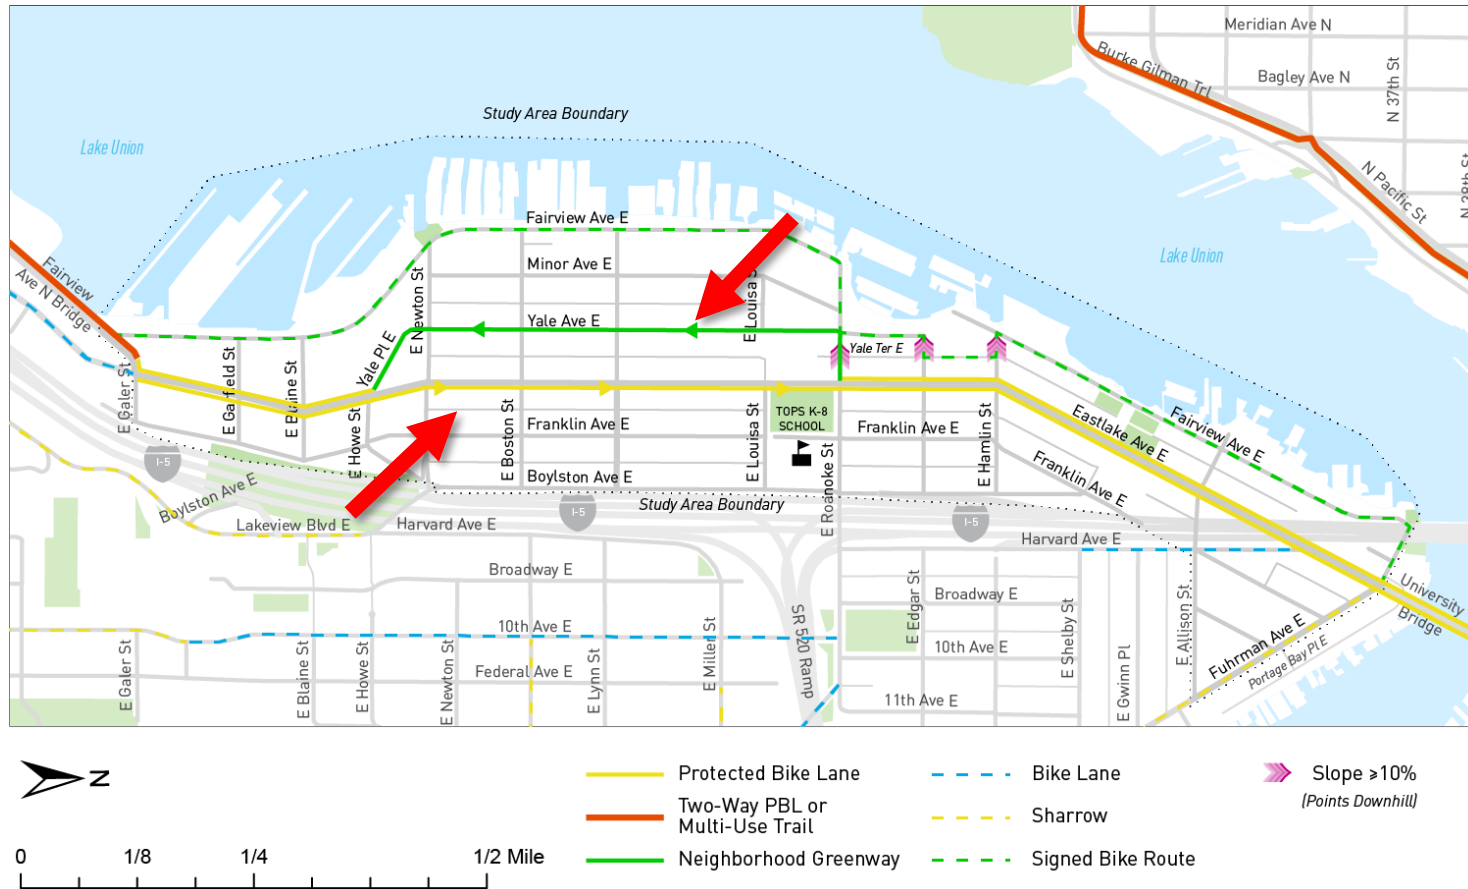 Meridian Ave N
Burke Gilman Trl
Bagley Ave N
N 37th St
Study Area Boundary
Lake Union
N Pacific St
Fairview Ave E
Lake Union
Fairview
Ave N Bridge
Minor Ave E
E Newton St
E Louisa S
Yale Ave E
Yale Pl E
Yale Ter E
E Galer St
E Garfield St
E Blaine St
E Howe St
E Boston St
E Louisa St
TOPS K-8
SCHOOL
Franklin Ave E
Franklin Ave E
E Hamlin St
Eastlake Ave E
Fairview Ave E
Franklin Ave E
I-5
Boylston Ave E
Boylston Ave E
E Roanoke St
Study Area Boundary
I-5
I-5
Lakeview Blvd E
Harvard Ave E
Harvard Ave E
Broadway E
E Edgar St
Broadway E
E Shelby St
E Allison St
University
Bridge
10th Ave E
SR 520 Ramp
10th Ave E
Fuhrman Ave E
Portage Bay Pl E
E Galer St
E Blaine St
E Howe St
E Newton St
Federal Ave E
E Lynn St
E Miller St
11th Ave E
E Gwinn Pl
N
Protected Bike Lane
Two-Way PBL or
Multi-Use Trail
Neighborhood Greenway
Bike Lane
Sharrow
Signed Bike Route
Slope ≥10%
(Points Downhill)
0 1/8 1/4 1/2 Mile